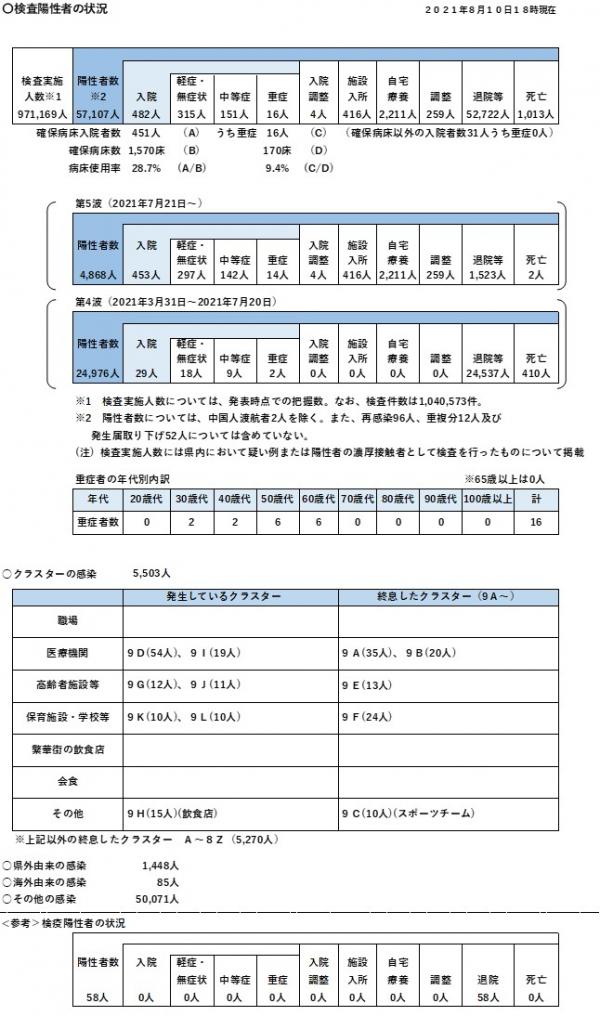 〇検査陽性者の状況 2021年8月10日18時現在
検査実施人数※1 陽性者数※2 入院 軽症・無症状 中等症 重症 入院調整 施設入所 自宅療養 調整 退院等 死亡
971,169人 57,107人 482人 315人 151人 16人 4人 416人 2,211人 259人 52,722人 1,013人
確保病床入院者数 451人 (A) うち重症 16人 (C) (確保病床以外の入院者数31人うち重症0人)
確保病床数 1,570床 (B) 170床 (D)
病床使用率 28.7% (A/B) 9.4% (C/D)
第5波(2021年7月21日~)
陽性者数 入院 軽症・無症状 中等症 重症 入院調整 施設入所 自宅療養 調整 退院等 死亡
4,868人 453人 297人 142人 14人 4人 416人 2,211人 259人 1,523人 2人
第4波(2021年3月31日~2021年7月20日)
陽性者数 入院 軽症・無症状 中等症 重症 入院調整 施設入所 自宅療養 調整 退院等 死亡
24,976人 29人 18人 9人 2人 0人 0人 0人 0人 24,537人 410人
※1 検査実施人数については、発表時点での把握数。なお、検査件数は1,040,573件。
※2 陽性者数については、中国人渡航者2人を除く。また、再感染96人、重複分12人及び
発生届取り下げ52人については含めていない。
(注)検査実施人数には県内において疑い例または陽性者の濃厚接触者として検査を行ったものについて掲載
重症者の年代別内訳 ※65歳以上は0人
年代 20歳代 30歳代 40歳代 50歳代 60歳代 70歳代 80歳代 90歳代 100歳以上 計
重症者数 0 2 2 6 6 0 0 0 0 16
〇クラスターの感染 5,503人
発生しているクラスター 終息したクラスター(9A~)
職場
医療機関 9D(54人)、9I(19人) 9A(35人)、9B(20人)
高齢者施設等 9G(12人)、9J(11人) 9E(13人)
保育施設・学校等 9K(10人)、9L(10人) 9F(24人)
繁華街の飲食店
会食
その他 9H(15人)(飲食店) 9C(10人)(スポーツチーム)
※上記以外の終息したクラスター A~8Z(5,270人)
〇県外由来の感染 1,448人
〇海外由来の感染 85人
〇その他の感染 50,071人
<参考>検疫陽性者の状況
陽性者数 入院 軽症・無症状 中等症 重症 入院調整 施設入所 自宅療養 調整 退院 死亡
58人 0人 0人 0人 0人 0人 0人 0人 0人 58人 0人